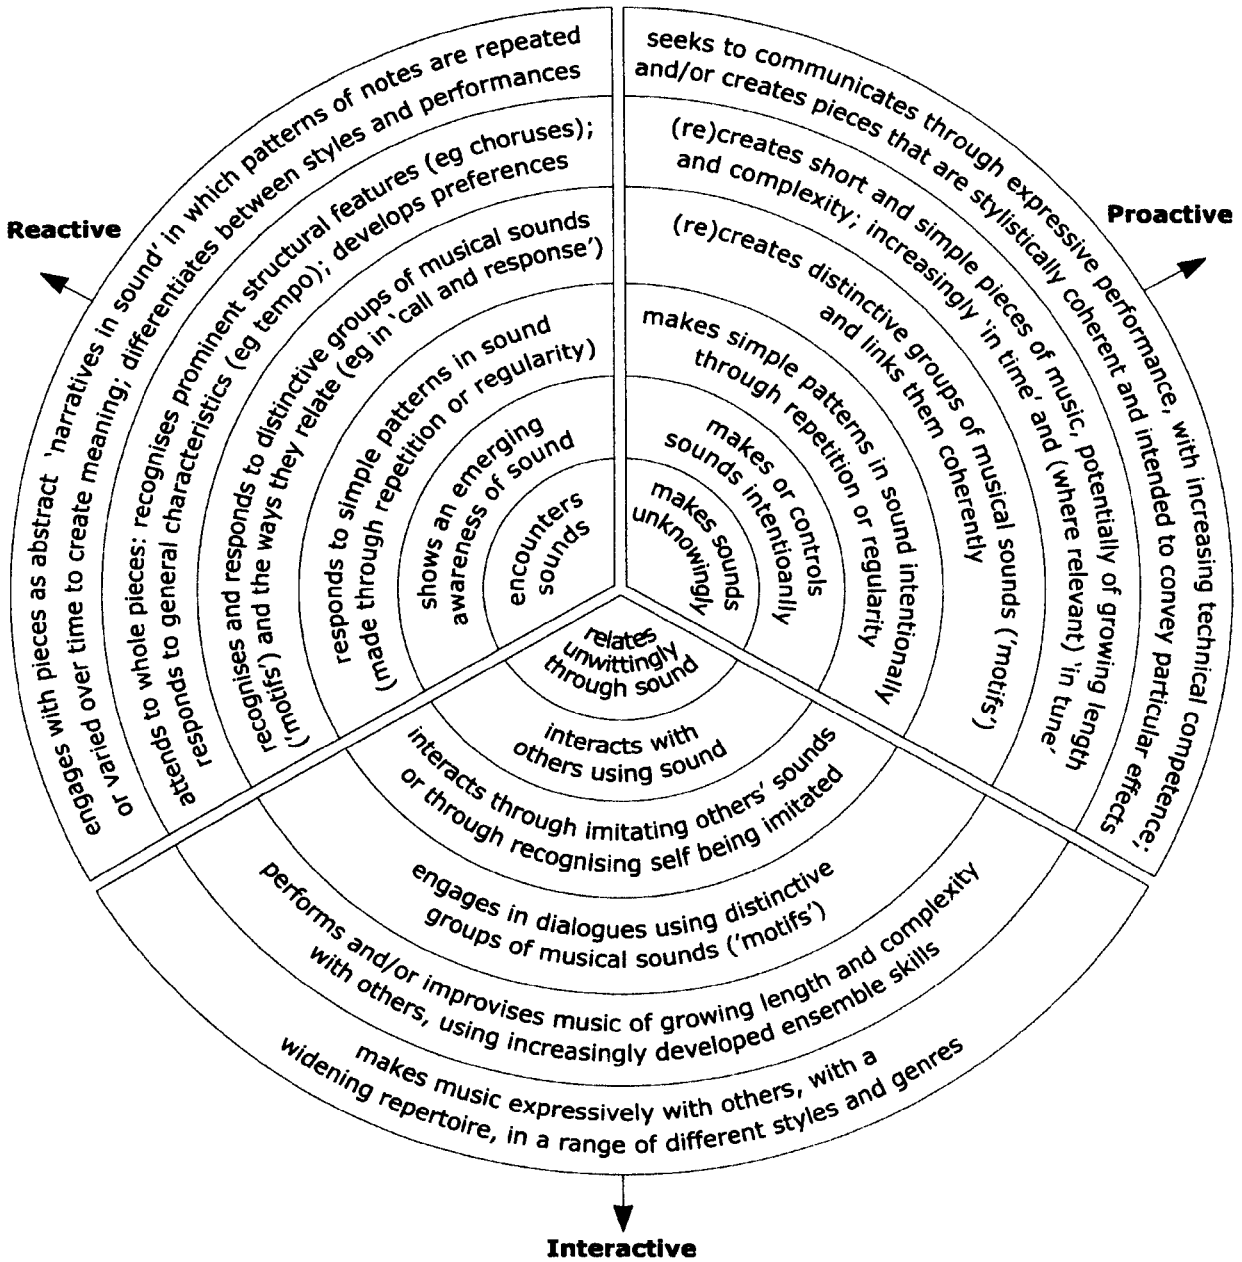 Reactive
engages with pieces as abstract 'narratives in sound' in which patterns of notes are repeated
or varied over time to create meaning; differentiates between styles and performances
attends to whole pieces: recognises prominent structural features (eg choruses);
responds to general characteristics (eg tempo); develops preferences
recognises and responds to distinctive groups of musical sounds
('motifs') and the ways they relate (eg in 'call and response')
responds to simple patterns in sound
(made through repetition or regularity)
shows an emerging
awareness of sound
encounters
sounds
Proactive
seeks to communicates through expressive performance, with increasing technical competence;
and/or creates pieces that are stylistically coherent and intended to convey particular effects
(re)creates short and simple pieces of music, potentially of growing length
and complexity; increasingly 'in time' and (where relevant) 'in tune'
(re)creates distinctive groups of musical sounds ('motifs')
and links them coherently
makes simple patterns in sound intentionally
through repetition or regularity
makes or controls
sounds intentioanlly
makes sounds
unknowingly
relates
unwittingly
through sound
interacts with
others using sound
interacts through imitating others' sounds
or through recognising self being imitated
engages in dialogues using distinctive
groups of musical sounds ('motifs')
performs and/or improvises music of growing length and complexity
with others, using increasingly developed ensemble skills
makes music expressively with others, with a
widening repertoire, in a range of different styles and genres
Interactive